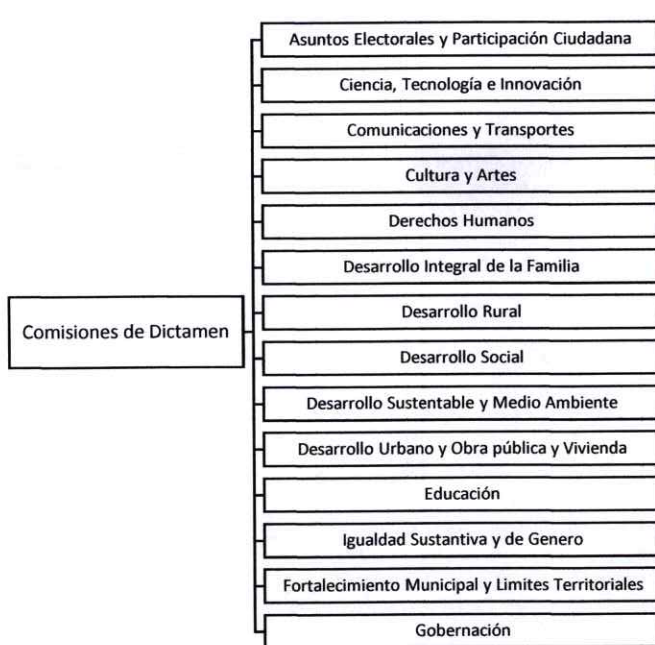 Asuntos Electorales y Participación Ciudadana
Ciencia, Tecnología e Innovación
Comunicaciones y Transportes
Cultura y Artes
Derechos Humanos
Desarrollo Integral de la Familia
Comisiones de Dictamen
Desarrollo Rural
Desarrollo Social
Desarrollo Sustentable y Medio Ambiente
Desarrollo Urbano y Obra pública y Vivienda
Educación
Igualdad Sustantiva y de Genero
Fortalecimiento Municipal y Limites Territoriales
Gobernación